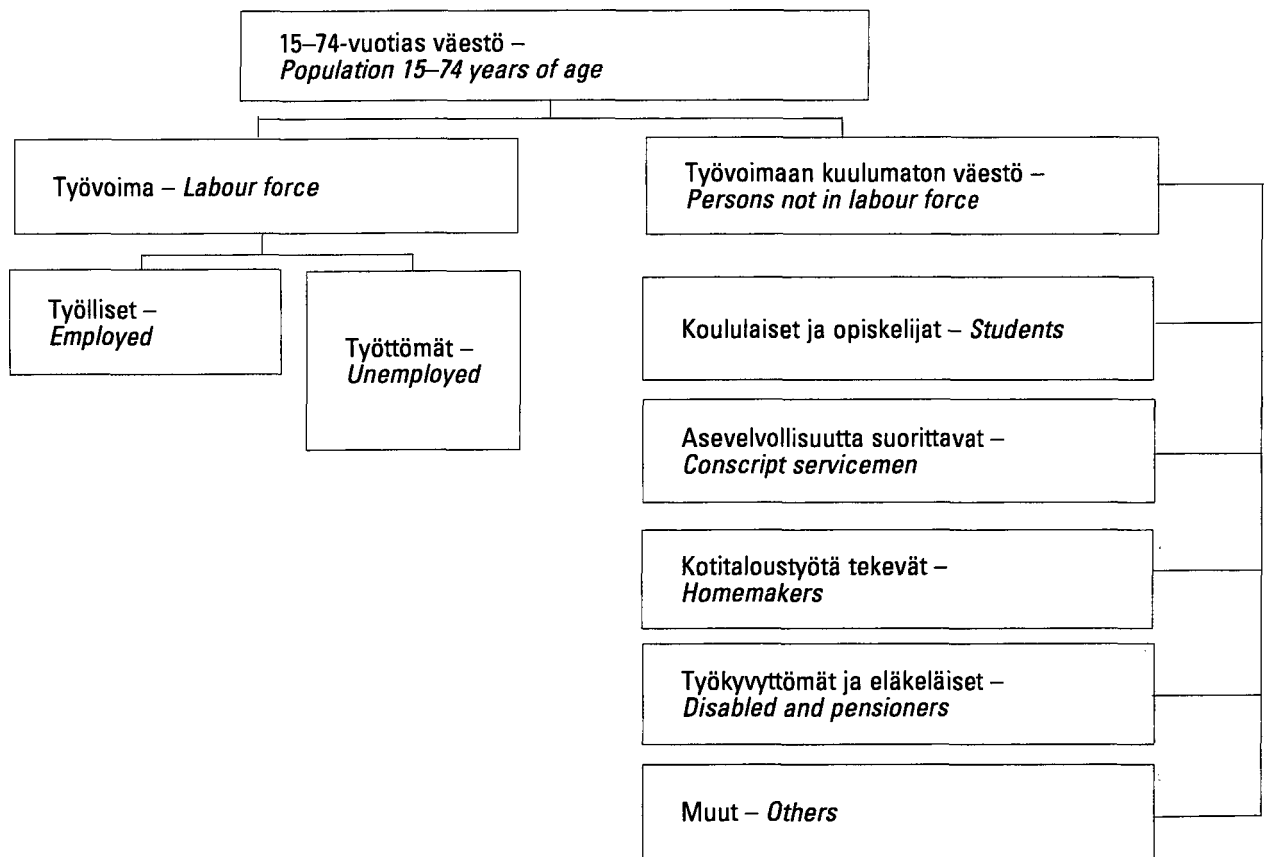 15–74-vuotias väestö –
Population 15–74 years of age
Työvoima – Labour force
Työvoimaan kuulumaton väestö –
Persons not in labour force
Työlliset –
Employed
Työttömät –
Unemployed
Koululaiset ja opiskelijat – Students
Asevelvollisuutta suorittavat –
Conscript servicemen
Kotitaloustyötä tekevät –
Homemakers
Työkyvyttömät ja eläkeläiset –
Disabled and pensioners
Muut – Others